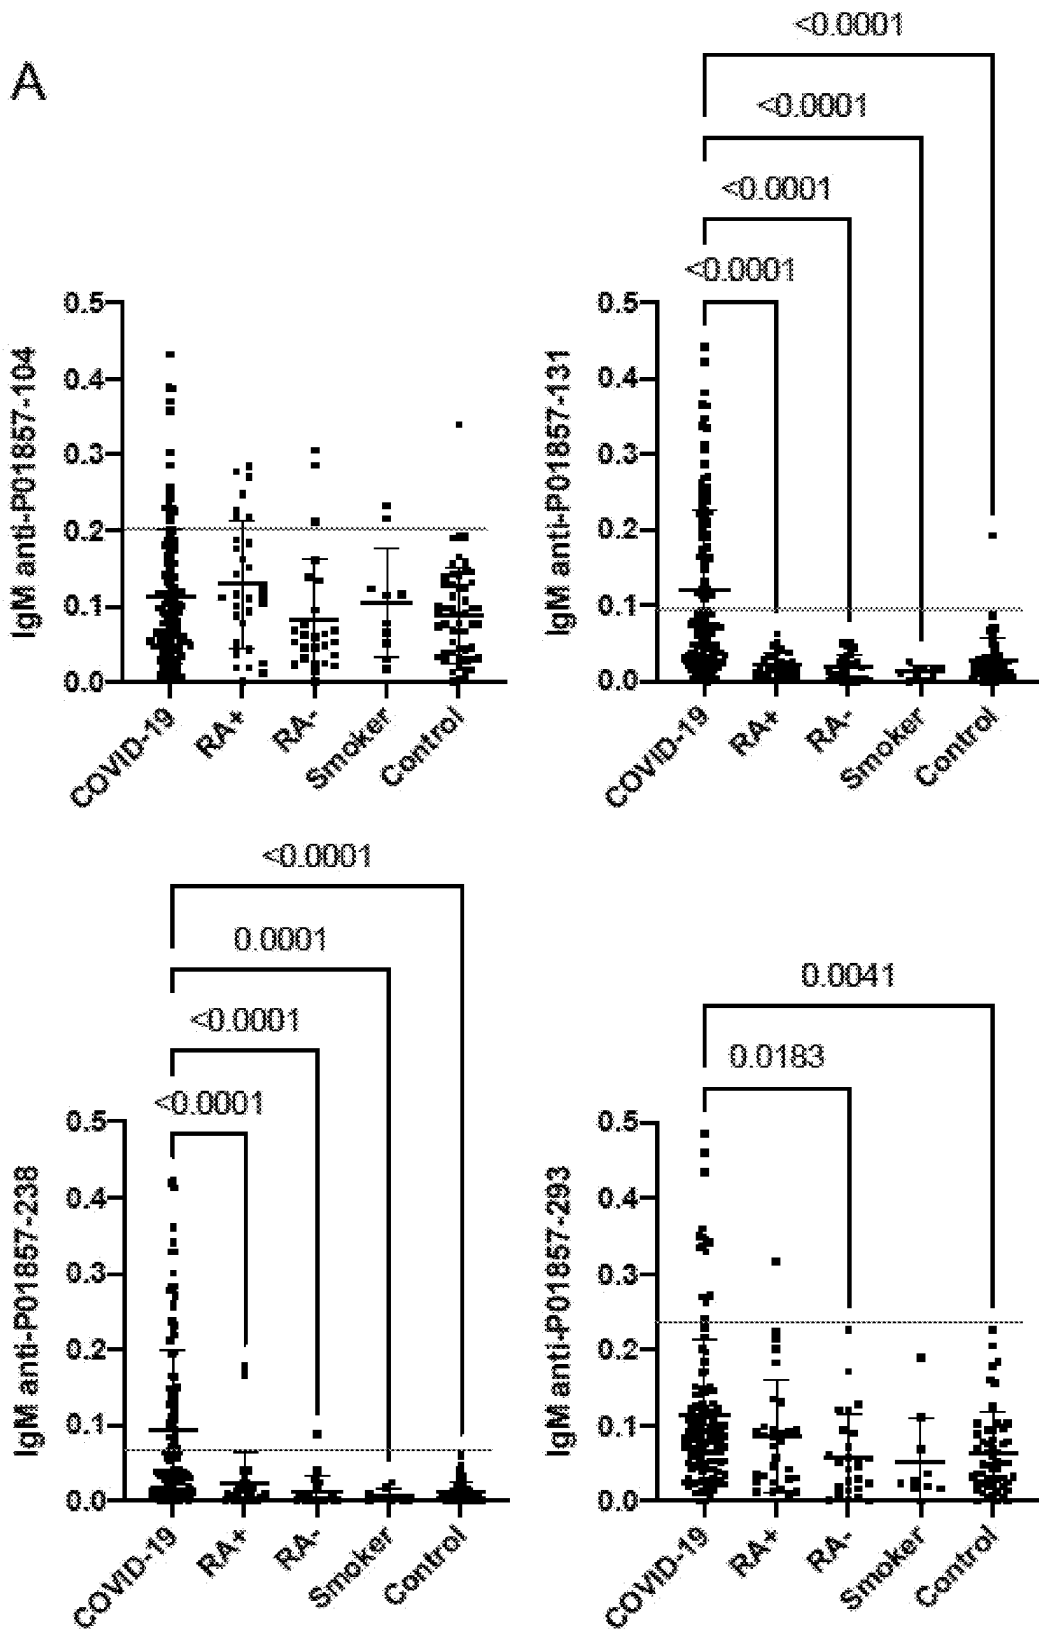 A
<0.0001
<0.0001
<0.0001
<0.0001
IgM anti-P01857-104
0.5
0.4
0.3
0.2
0.1
0.0
COVID-19
RA+
RA-
Smoker
Control
IgM anti-P01857-131
0.5
0.4
0.3
0.2
0.1
0.0
COVID-19
RA+
RA-
Smoker
Control
<0.0001
0.0001
<0.0001
<0.0001
IgM anti-P01857-238
0.5
0.4
0.3
0.2
0.1
0.0
COVID-19
RA+
RA-
Smoker
Control
0.0041
0.0183
IgM anti-P01857-293
0.5
0.4
0.3
0.2
0.1
0.0
COVID-19
RA+
RA-
Smoker
Control